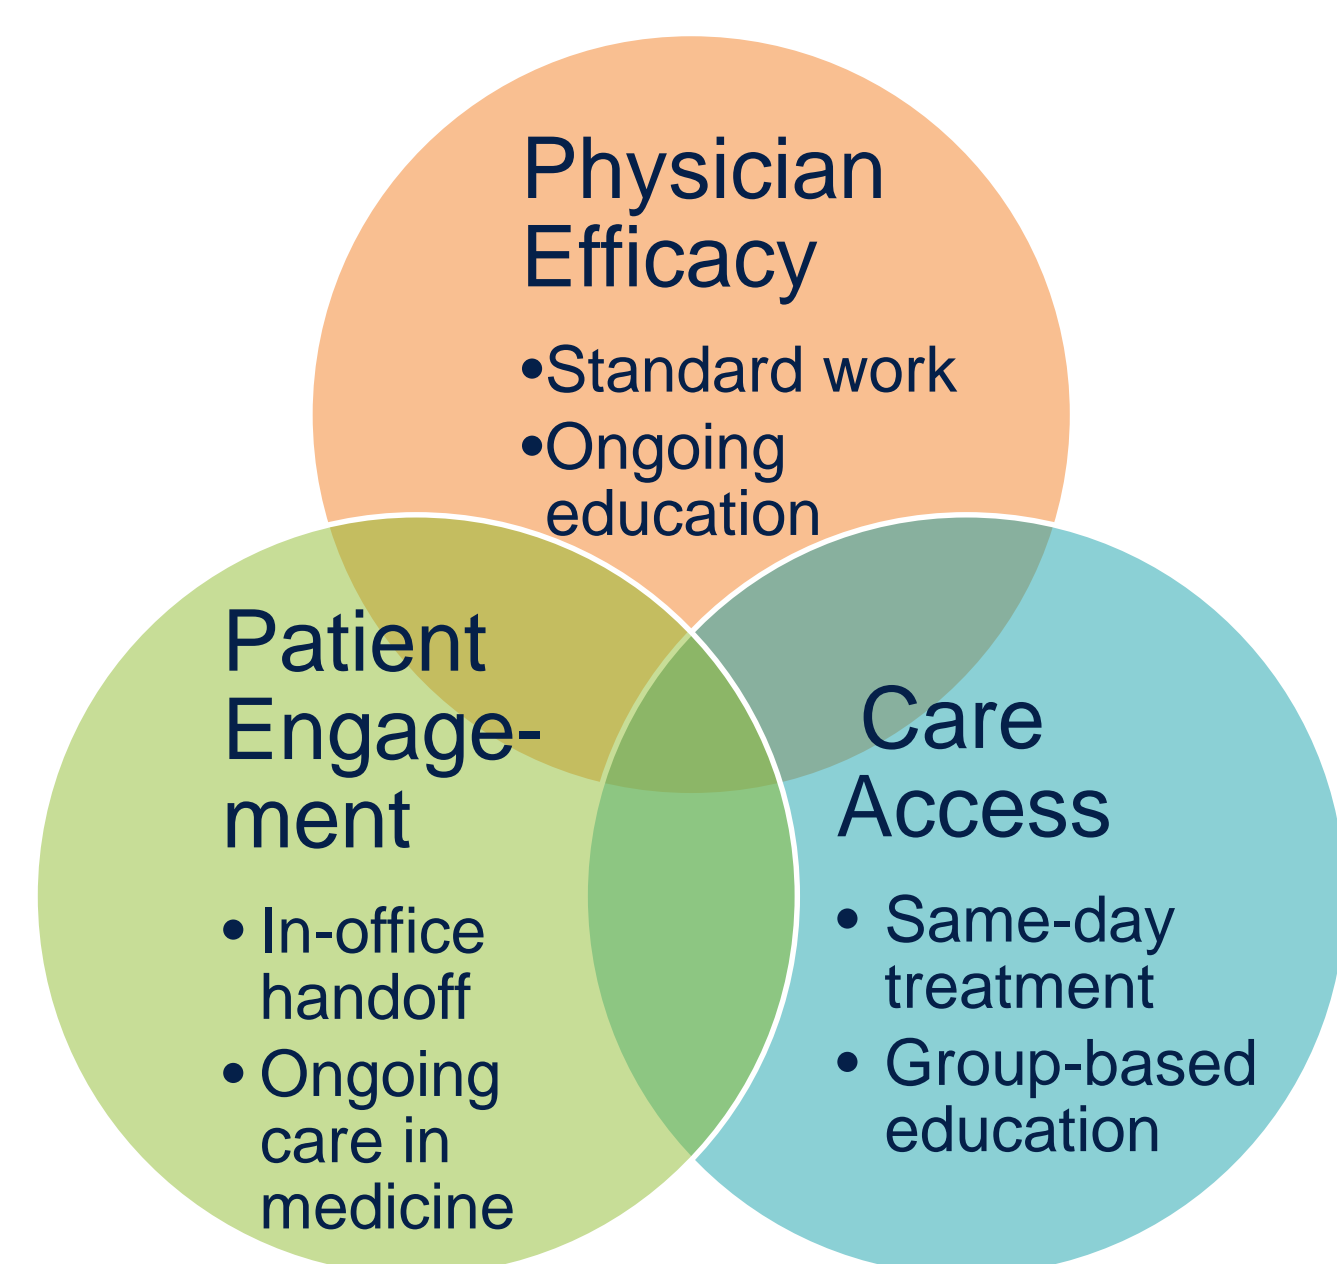 Physician
Efficacy
•Standard work
•Ongoing
education
Patient
Engage-
ment
• In-office
handoff
• Ongoing
care in
medicine
Care
Access
• Same-day
treatment
• Group-based
education